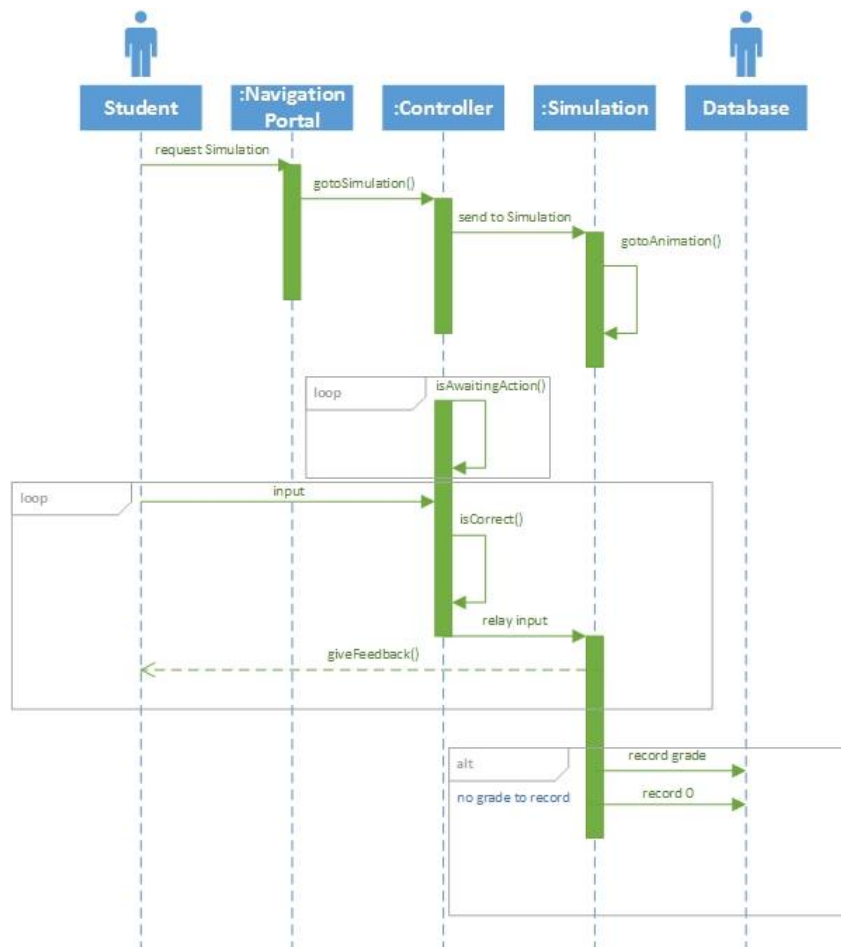 Student
:Navigation
Portal
:Controller
:Simulation
Database
request Simulation
gotoSimulation()
send to Simulation
gotoAnimation()
loop
isAwaitingAction()
loop
input
isCorrect()
relay input
giveFeedback()
alt
record grade
no grade to record
record 0